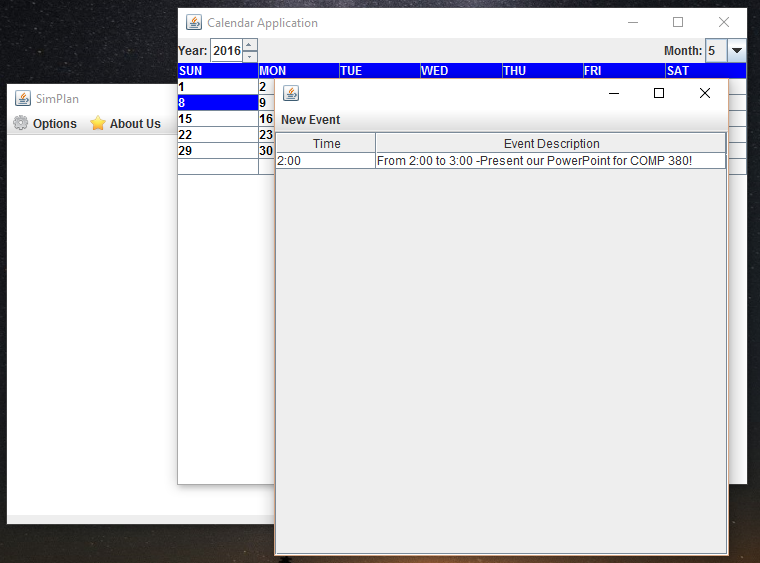 Calendar Application
Year: 2016 Month: 5
SUN MON TUE WED THU FRI SAT
1 2
8 9
15 16
22 23
29 30
SimPlan
Options About Us
New Event
Time Event Description
2:00 From 2:00 to 3:00 -Present our PowerPoint for COMP 380!